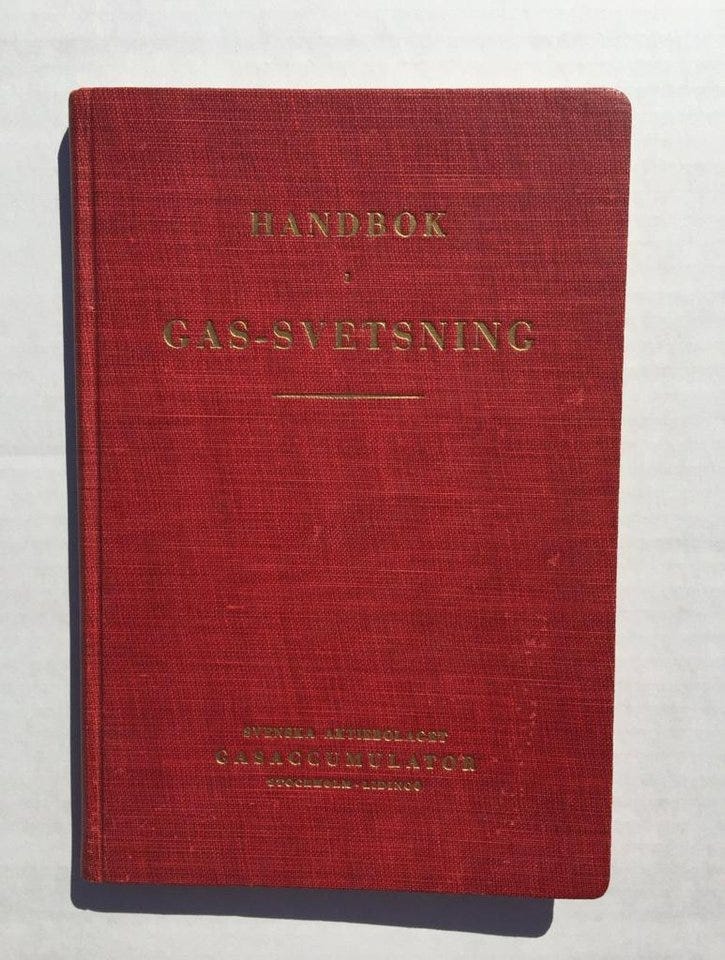 HANDBOK
I
GAS-SVETSNING
SVENSKA AKTIEBOLAGET
GASACCUMULATOR
STOCKHOLM-LIDINGÖ